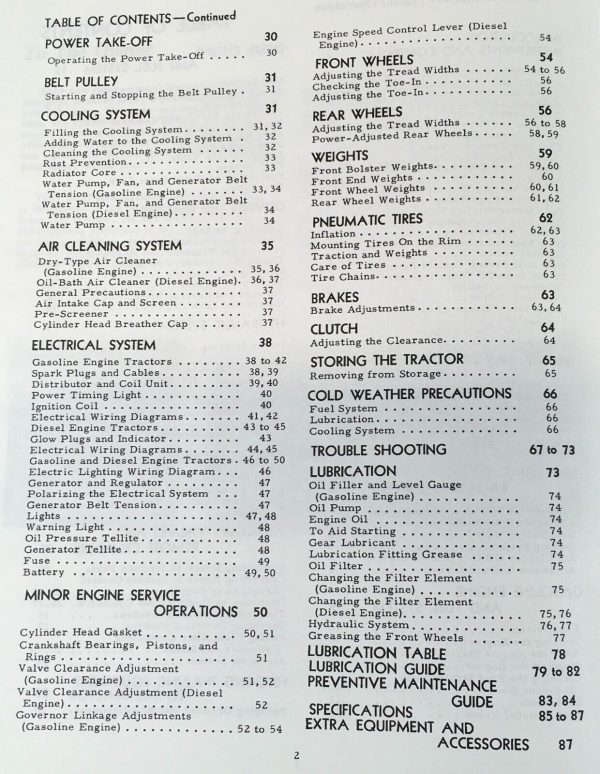 TABLE OF CONTENTS—Continued
POWER TAKE-OFF 30
Operating the Power Take-Off ..... 30
BELT PULLEY 31
Starting and Stopping the Belt Pulley . 31
COOLING SYSTEM 31
Filling the Cooling System........ 31, 32
Adding Water to the Cooling System . 32
Cleaning the Cooling System ...... 32
Rust Prevention............... 33
Radiator Core ................ 33
Water Pump, Fan, and Generator Belt
Tension (Gasoline Engine) ........ 33, 34
Water Pump, Fan, and Generator Belt
Tension (Diesel Engine)......... 34
Water Pump ................. 34
AIR CLEANING SYSTEM 35
Dry-Type Air Cleaner
(Gasoline Engine) ............. 35, 36
Oil-Bath Air Cleaner (Diesel Engine). 36, 37
General Precautions............ 37
Air Intake Cap and Screen ....... 37
Pre-Screener ................ 37
Cylinder Head Breather Cap ...... 37
ELECTRICAL SYSTEM 38
Gasoline Engine Tractors ........ 38 to 42
Spark Plugs and Cables.......... 38, 39
Distributor and Coil Unit......... 39, 40
Power Timing Light ............ 40
Ignition Coil ................. 40
Electrical Wiring Diagrams....... 41, 42
Diesel Engine Tractors .......... 43 to 45
Glow Plugs and Indicator......... 43
Electrical Wiring Diagrams ....... 44, 45
Gasoline and Diesel Engine Tractors . 46 to 50
Electric Lighting Wiring Diagram... 46
Generator and Regulator ......... 47
Polarizing the Electrical System ... 47
Generator Belt Tension.......... 47
Lights ..................... 47, 48
Warning Light ................ 48
Oil Pressure Tellite............ 48
Generator Tellite.............. 48
Fuse ...................... 49
Battery .................... 49, 50
MINOR ENGINE SERVICE
OPERATIONS 50
Cylinder Head Gasket ........... 50, 51
Crankshaft Bearings, Pistons, and
Rings ..................... 51
Valve Clearance Adjustment
(Gasoline Engine) ............. 51, 52
Valve Clearance Adjustment (Diesel
Engine).................... 52
Governor Linkage Adjustments
(Gasoline Engine) ............. 52 to 54
Engine Speed Control Lever (Diesel
Engine).................... 54
FRONT WHEELS 54
Adjusting the Tread Widths ...... 54 to 56
Checking the Toe-In............ 56
Adjusting the Toe-In............ 56
REAR WHEELS 56
Adjusting the Tread Widths ...... 56 to 58
Power-Adjusted Rear Wheels..... 58, 59
WEIGHTS 59
Front Bolster Weights........... 59, 60
Front End Weights ............. 60
Front Wheel Weights ........... 60, 61
Rear Wheel Weights ............ 61, 62
PNEUMATIC TIRES 62
Inflation.................... 62, 63
Mounting Tires On the Rim ....... 63
Traction and Weights ........... 63
Care of Tires ................ 63
Tire Chains.................. 63
BRAKES 63
Brake Adjustments............. 63, 64
CLUTCH 64
Adjusting the Clearance.......... 64
STORING THE TRACTOR 65
Removing from Storage.......... 65
COLD WEATHER PRECAUTIONS 66
Fuel System ................. 66
Lubrication.................. 66
Cooling System ............... 66
TROUBLE SHOOTING 67 to 73
LUBRICATION 73
Oil Filler and Level Gauge
(Gasoline Engine) ............. 74
Oil Pump ................... 74
Engine Oil .................. 74
To Aid Starting ............... 74
Gear Lubricant ............... 74
Lubrication Fitting Grease ....... 74
Oil Filter ................... 75
Changing the Filter Element
(Gasoline Engine) ............. 75
Changing the Filter Element
(Diesel Engine)............... 75, 76
Hydraulic System .............. 76, 77
Greasing the Front Wheels ....... 77
LUBRICATION TABLE 78
LUBRICATION GUIDE 79 to 82
PREVENTIVE MAINTENANCE
GUIDE 83, 84
SPECIFICATIONS 85 to 87
EXTRA EQUIPMENT AND
ACCESSORIES 87
2